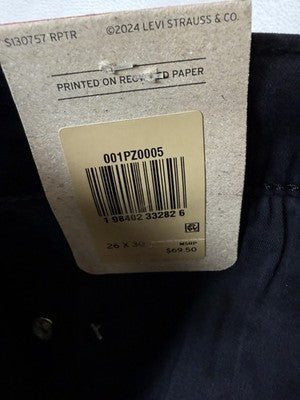 S130757 RPTR ©2024 LEVI STRAUSS & CO.
PRINTED ON RECYCLED PAPER
001PZ0005
1 98402 33282 6
26 X 30 MSRP
$69.50